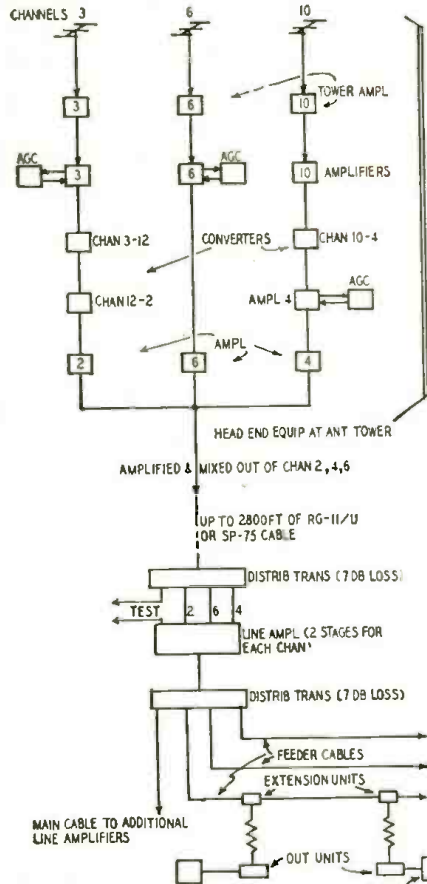 CHANNELS 3 6 10
TOWER AMPL
3 6 10
AGC AGC
3 6 10 AMPLIFIERS
CHAN 3-12 CONVERTERS CHAN 10-4
AGC
CHAN 12-2 AMPL 4
AMPL
2 6 4
HEAD END EQUIP AT ANT TOWER
AMPLIFIED & MIXED OUT OF CHAN 2,4,6
UP TO 2800FT OF RG-11/U
OR SP-75 CABLE
DISTRIB TRANS (7 DB LOSS)
TEST 2 6 4
LINE AMPL (2 STAGES FOR
EACH CHAN)
DISTRIB TRANS (7 DB LOSS)
FEEDER CABLES
EXTENSION UNITS
MAIN CABLE TO ADDITIONAL
LINE AMPLIFIERS
OUT UNITS